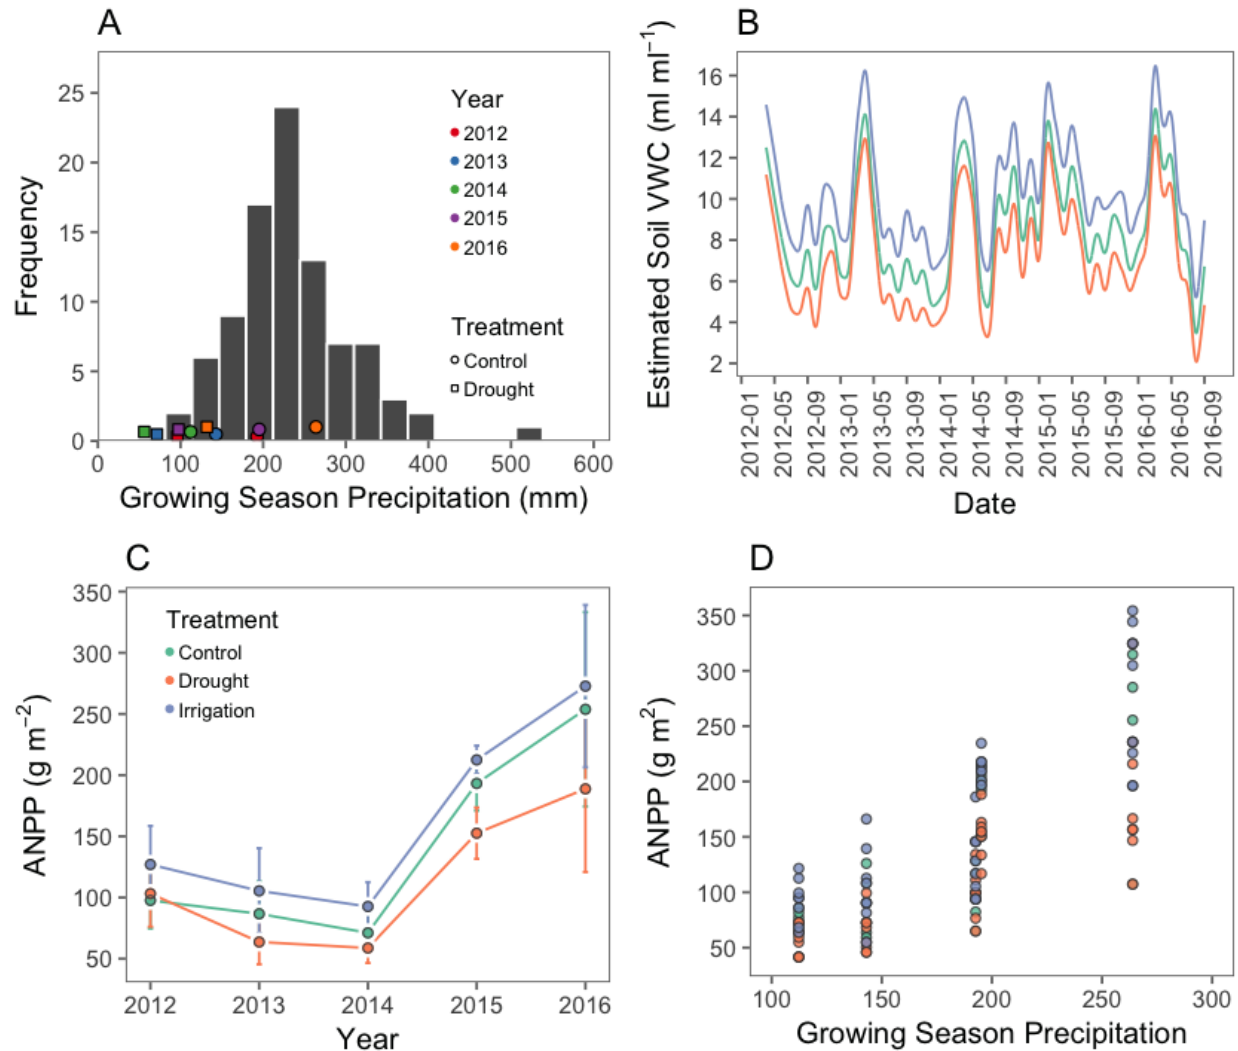 A
Frequency
25
20
15
10
5
0
0 100 200 300 400 500 600
Growing Season Precipitation (mm)
Year
2012
2013
2014
2015
2016
Treatment
Control
Drought
B
Estimated Soil VWC (ml ml⁻¹)
16
14
12
10
8
6
4
2
2012-01 2012-05 2012-09 2013-01 2013-05 2013-09 2014-01 2014-05 2014-09 2015-01 2015-05 2015-09 2016-01 2016-05 2016-09
Date
C
ANPP (g m⁻²)
350
300
250
200
150
100
50
2012 2013 2014 2015 2016
Year
Treatment
Control
Drought
Irrigation
D
ANPP (g m²)
350
300
250
200
150
100
50
100 150 200 250 300
Growing Season Precipitation